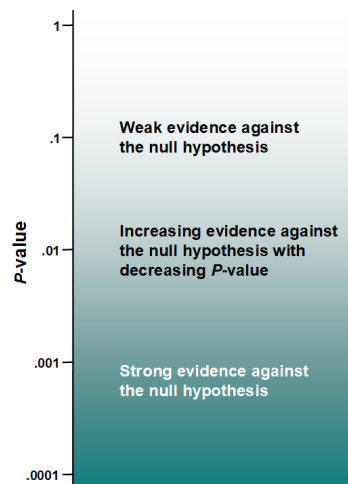 1
Weak evidence against
the null hypothesis
.1
Increasing evidence against
the null hypothesis with
decreasing P-value
.01
P-value
.001
Strong evidence against
the null hypothesis
.0001